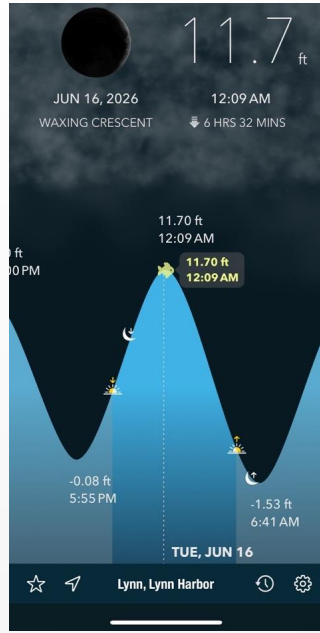 11.7 ft
JUN 16, 2026
12:09 AM
WAXING CRESCENT
6 HRS 32 MINS
11.70 ft
12:09 AM
11.70 ft
12:09 AM
-0.08 ft
5:55 PM
-1.53 ft
6:41 AM
TUE, JUN 16
Lynn, Lynn Harbor